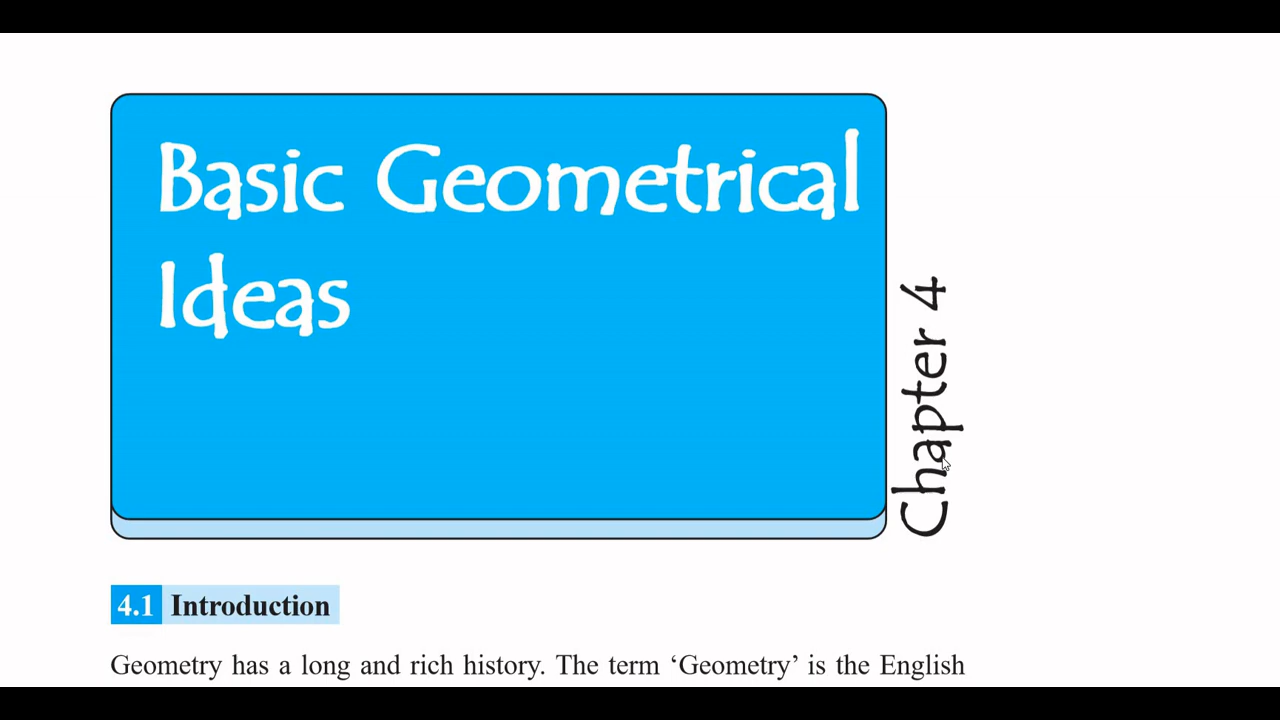 Basic Geometrical
Ideas
Chapter 4
4.1 Introduction
Geometry has a long and rich history. The term ‘Geometry’ is the English